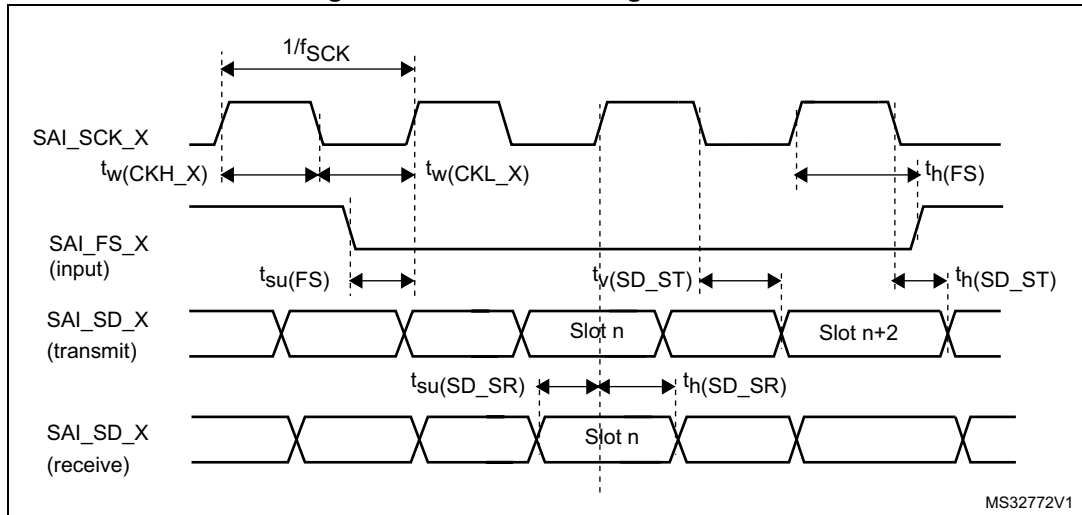 1/fSCK
SAI_SCK_X
tw(CKH_X)
tw(CKL_X)
th(FS)
SAI_FS_X
(input)
tsu(FS)
tv(SD_ST)
th(SD_ST)
SAI_SD_X
(transmit)
Slot n
Slot n+2
tsu(SD_SR)
th(SD_SR)
SAI_SD_X
(receive)
Slot n
MS32772V1